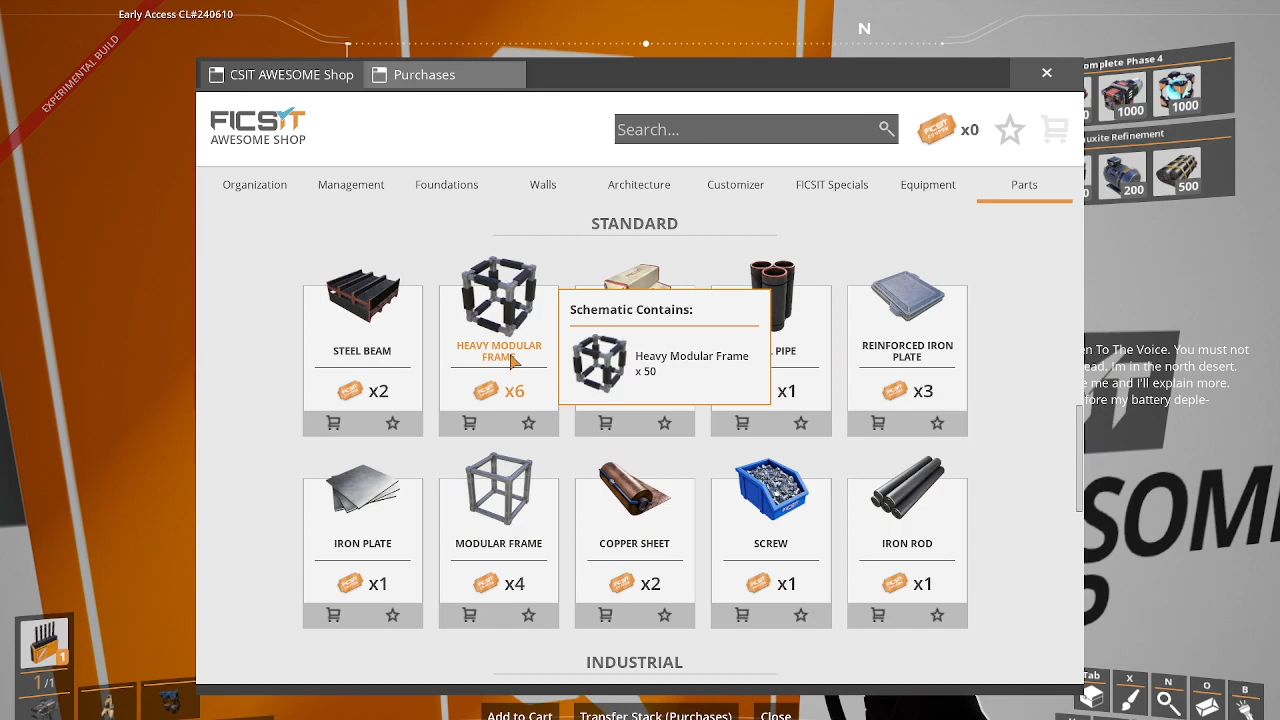 Early Access CL#240610
EXPERIMENTAL BUILD
N
CSIT AWESOME Shop
Purchases
FICSIT
AWESOME SHOP
Search...
x0
Organization
Management
Foundations
Walls
Architecture
Customizer
FICSIT Specials
Equipment
Parts
STANDARD
STEEL BEAM
x2
HEAVY MODULAR
FRAME
x6
Schematic Contains:
Heavy Modular Frame
x 50
PIPE
x1
REINFORCED IRON
PLATE
x3
IRON PLATE
x1
MODULAR FRAME
x4
COPPER SHEET
x2
SCREW
x1
IRON ROD
x1
INDUSTRIAL
omplete Phase 4
1000
1000
auxite Refinement
200
500
en To The Voice. You must not
ead. Im in the north desert.
me and I'll explain more.
fore my battery deple-
SOM
P
1
1/1
Add to Cart
Transfer Stack (Purchases)
Close
Tab
X
N
O
B